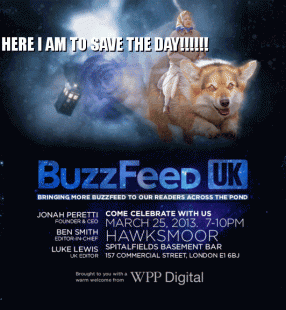 HERE I AM TO SAVE THE DAY!!!!!!
BUZZFEED UK
BRINGING MORE BUZZFEED TO OUR READERS ACROSS THE POND
JONAH PERETTI
FOUNDER & CEO
BEN SMITH
EDITOR-IN-CHIEF
LUKE LEWIS
UK EDITOR
COME CELEBRATE WITH US
MARCH 25, 2013. 7-10PM
HAWKSMOOR
SPITALFIELDS BASEMENT BAR
157 COMMERCIAL STREET, LONDON E1 6BJ
Brought to you with a
warm welcome from WPP Digital